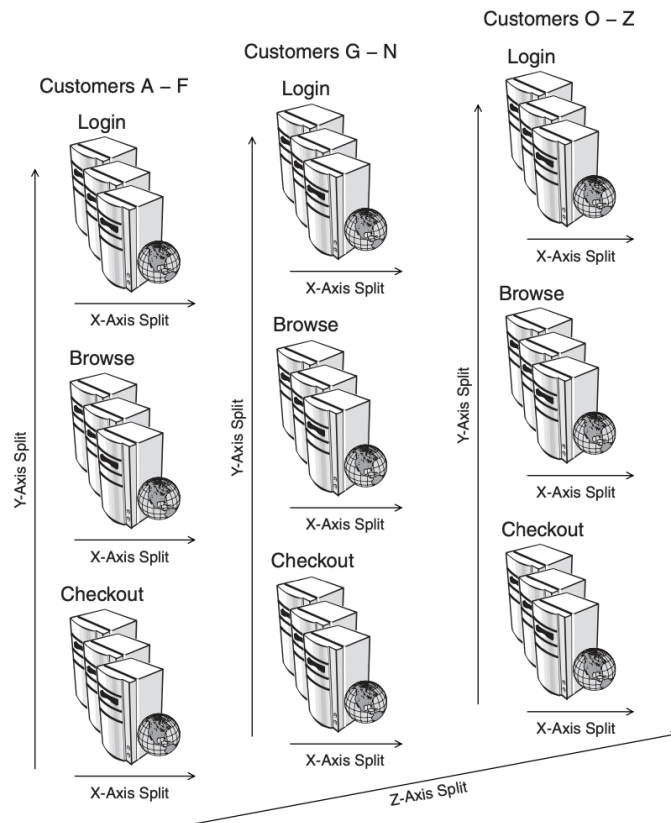 Customers A – F
Login
X-Axis Split
Browse
X-Axis Split
Checkout
X-Axis Split
Y-Axis Split
Customers G – N
Login
X-Axis Split
Browse
X-Axis Split
Checkout
X-Axis Split
Y-Axis Split
Customers O – Z
Login
X-Axis Split
Browse
X-Axis Split
Checkout
X-Axis Split
Y-Axis Split
Z-Axis Split